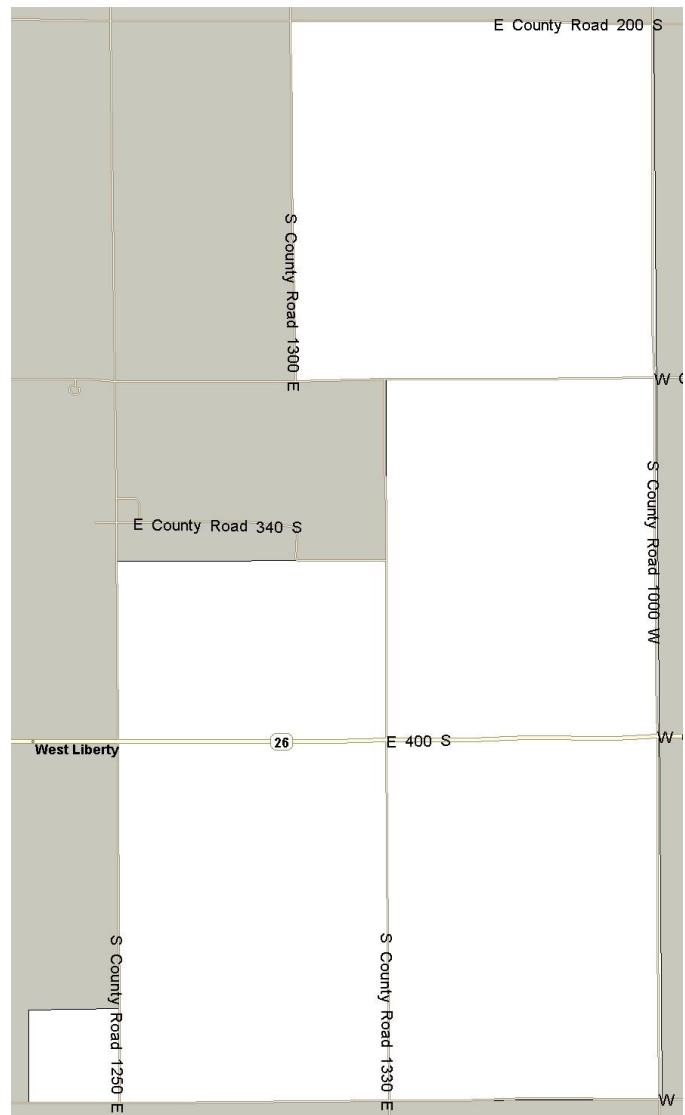 E County Road 200 S
S County Road 1300 E
W C
S County Road 1000 W
E County Road 340 S
26
E 400 S
W
West Liberty
S County Road 1250 E
S County Road 1330 E
W